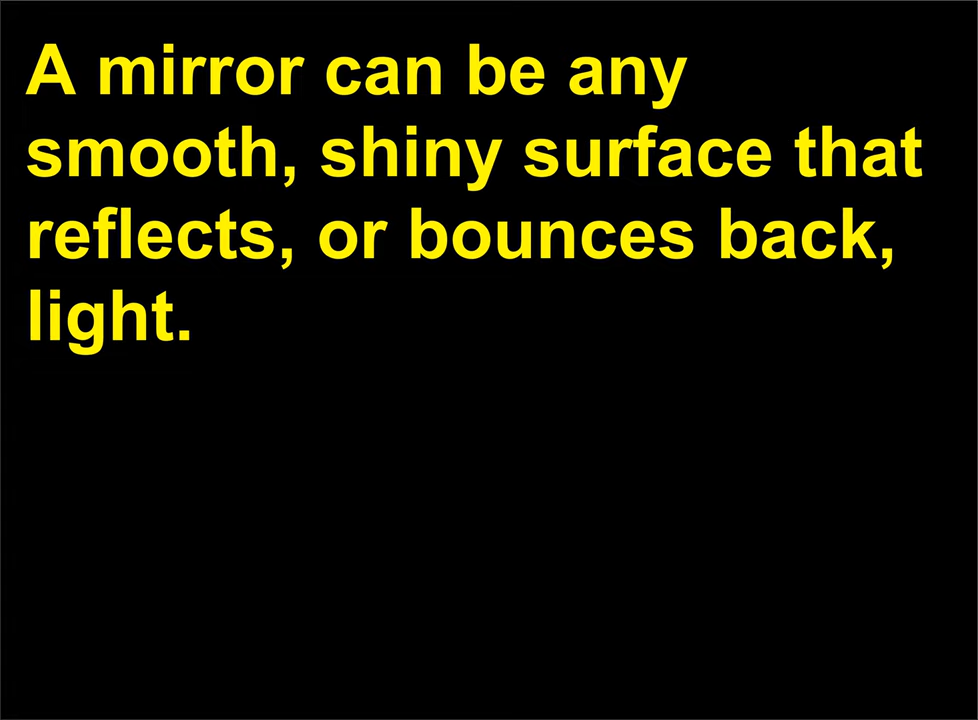 A mirror can be any
smooth, shiny surface that
reflects, or bounces back,
light.